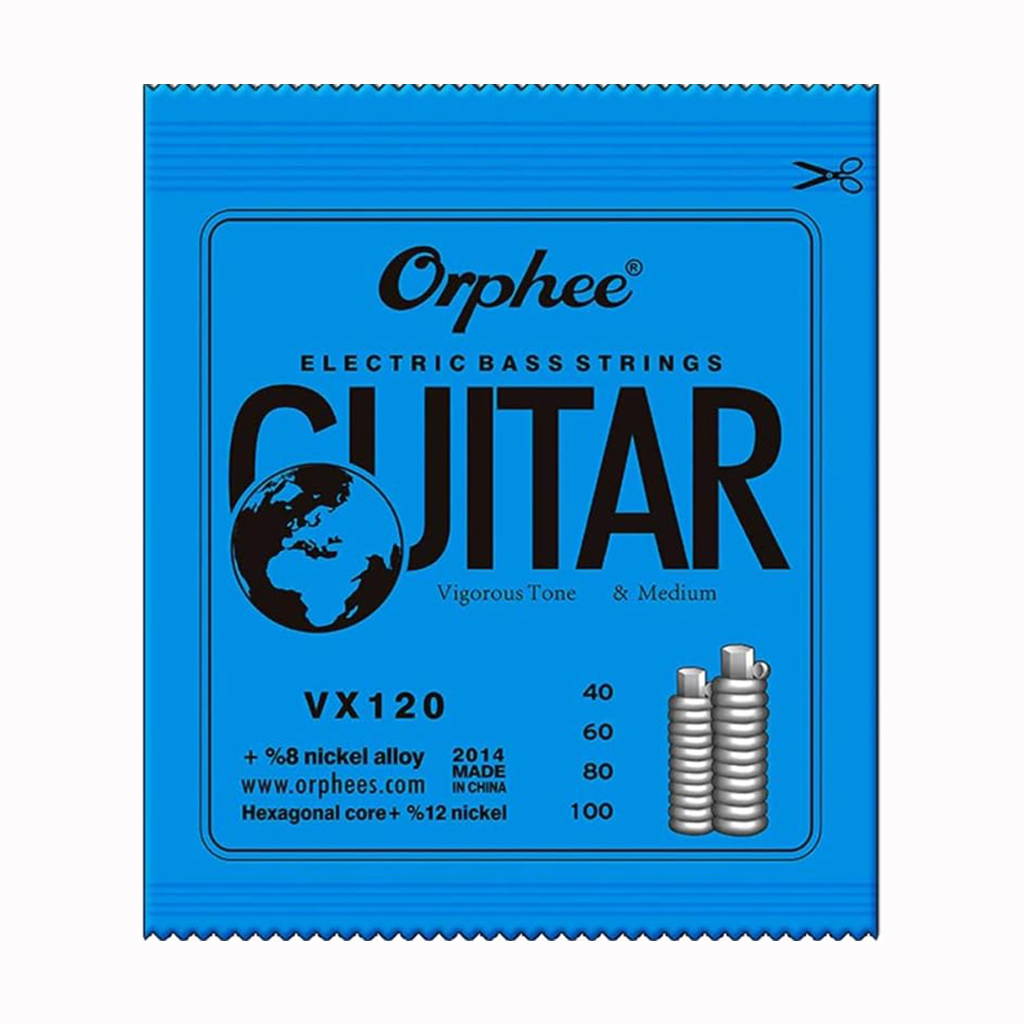 Orphee®
ELECTRIC BASS STRINGS
GUITAR
Vigorous Tone & Medium
VX120
+ %8 nickel alloy
www.orphees.com
Hexagonal core+ %12 nickel
2014
MADE
IN CHINA
40
60
80
100